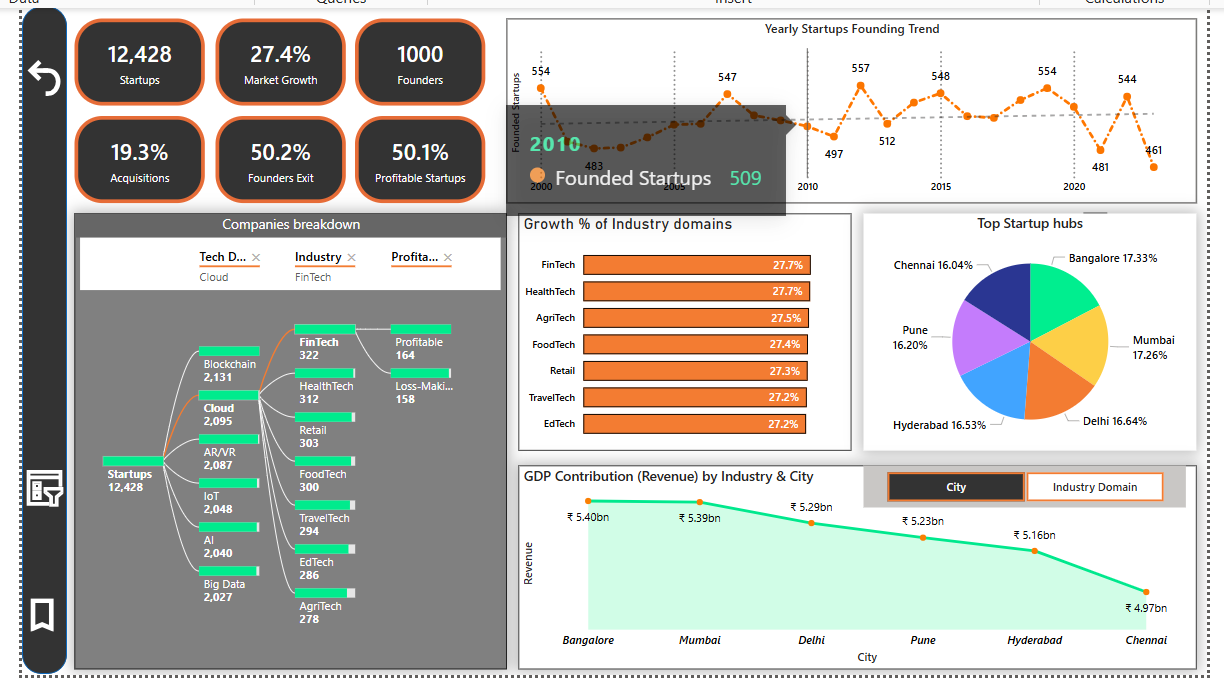 Queries
Insert
Calculations
12,428
Startups
27.4%
Market Growth
1000
Founders
19.3%
Acquisitions
50.2%
Founders Exit
50.1%
Profitable Startups
Yearly Startups Founding Trend
Founded Startups
554
547
557
548
554
544
483
497
512
481
461
2000
2005
2010
2015
2020
2010
Founded Startups 509
Companies breakdown
Tech D... ×
Cloud
Industry ×
FinTech
Profita... ×
Startups
12,428
Blockchain
2,131
Cloud
2,095
AR/VR
2,087
IoT
2,048
AI
2,040
Big Data
2,027
FinTech
322
HealthTech
312
Retail
303
FoodTech
300
TravelTech
294
EdTech
286
AgriTech
278
Profitable
164
Loss-Maki...
158
Growth % of Industry domains
FinTech 27.7%
HealthTech 27.7%
AgriTech 27.5%
FoodTech 27.4%
Retail 27.3%
TravelTech 27.2%
EdTech 27.2%
Top Startup hubs
Bangalore 17.33%
Mumbai
17.26%
Delhi 16.64%
Hyderabad 16.53%
Pune
16.20%
Chennai 16.04%
GDP Contribution (Revenue) by Industry & City
City
Industry Domain
Revenue
₹ 5.40bn
₹ 5.39bn
₹ 5.29bn
₹ 5.23bn
₹ 5.16bn
₹ 4.97bn
Bangalore
Mumbai
Delhi
Pune
Hyderabad
Chennai
City